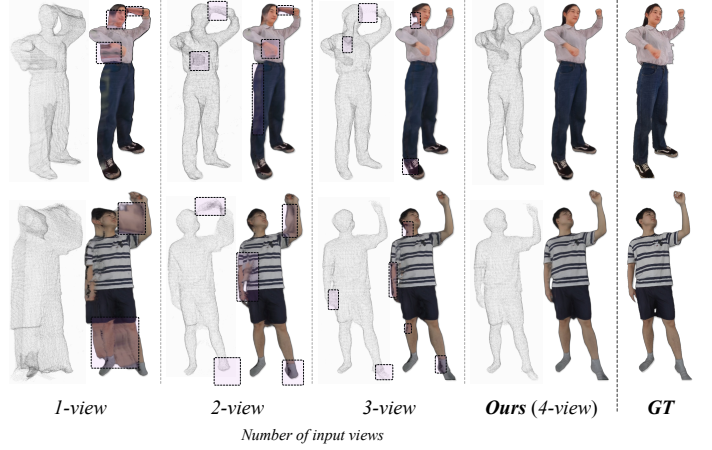 1-view
2-view
3-view
Ours (4-view)
GT
Number of input views